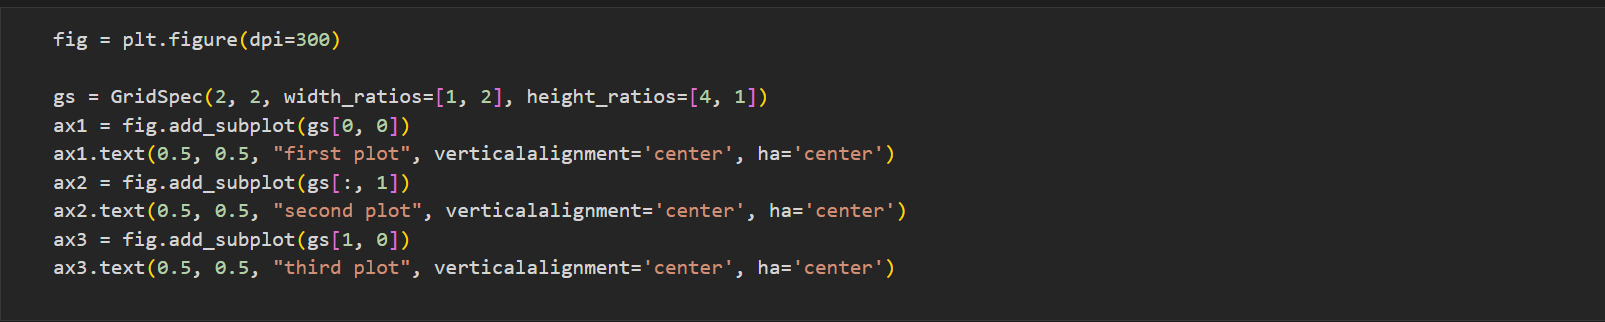 fig = plt.figure(dpi=300)
gs = GridSpec(2, 2, width_ratios=[1, 2], height_ratios=[4, 1])
ax1 = fig.add_subplot(gs[0, 0])
ax1.text(0.5, 0.5, "first plot", verticalalignment='center', ha='center')
ax2 = fig.add_subplot(gs[:, 1])
ax2.text(0.5, 0.5, "second plot", verticalalignment='center', ha='center')
ax3 = fig.add_subplot(gs[1, 0])
ax3.text(0.5, 0.5, "third plot", verticalalignment='center', ha='center')